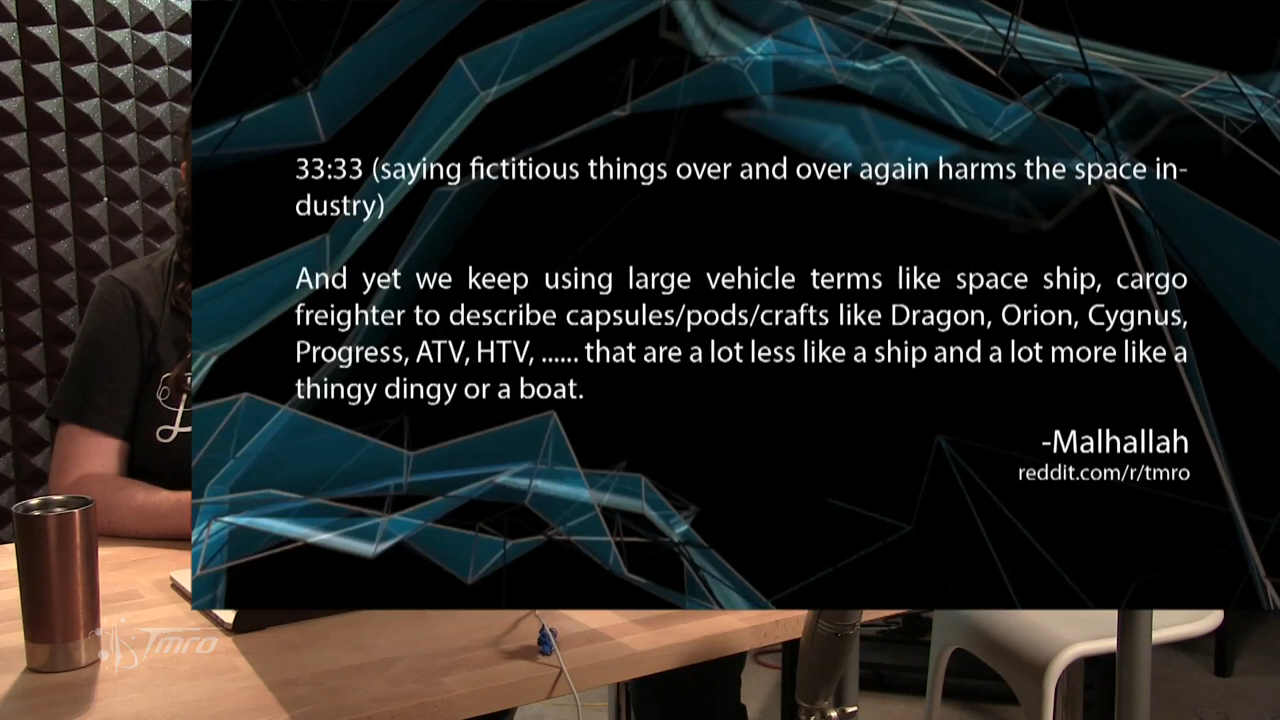 33:33 (saying fictitious things over and over again harms the space in-
dustry)
And yet we keep using large vehicle terms like space ship, cargo
freighter to describe capsules/pods/crafts like Dragon, Orion, Cygnus,
Progress, ATV, HTV, ...... that are a lot less like a ship and a lot more like a
thingy dingy or a boat.
-Malhallah
reddit.com/r/tmro
Tmro